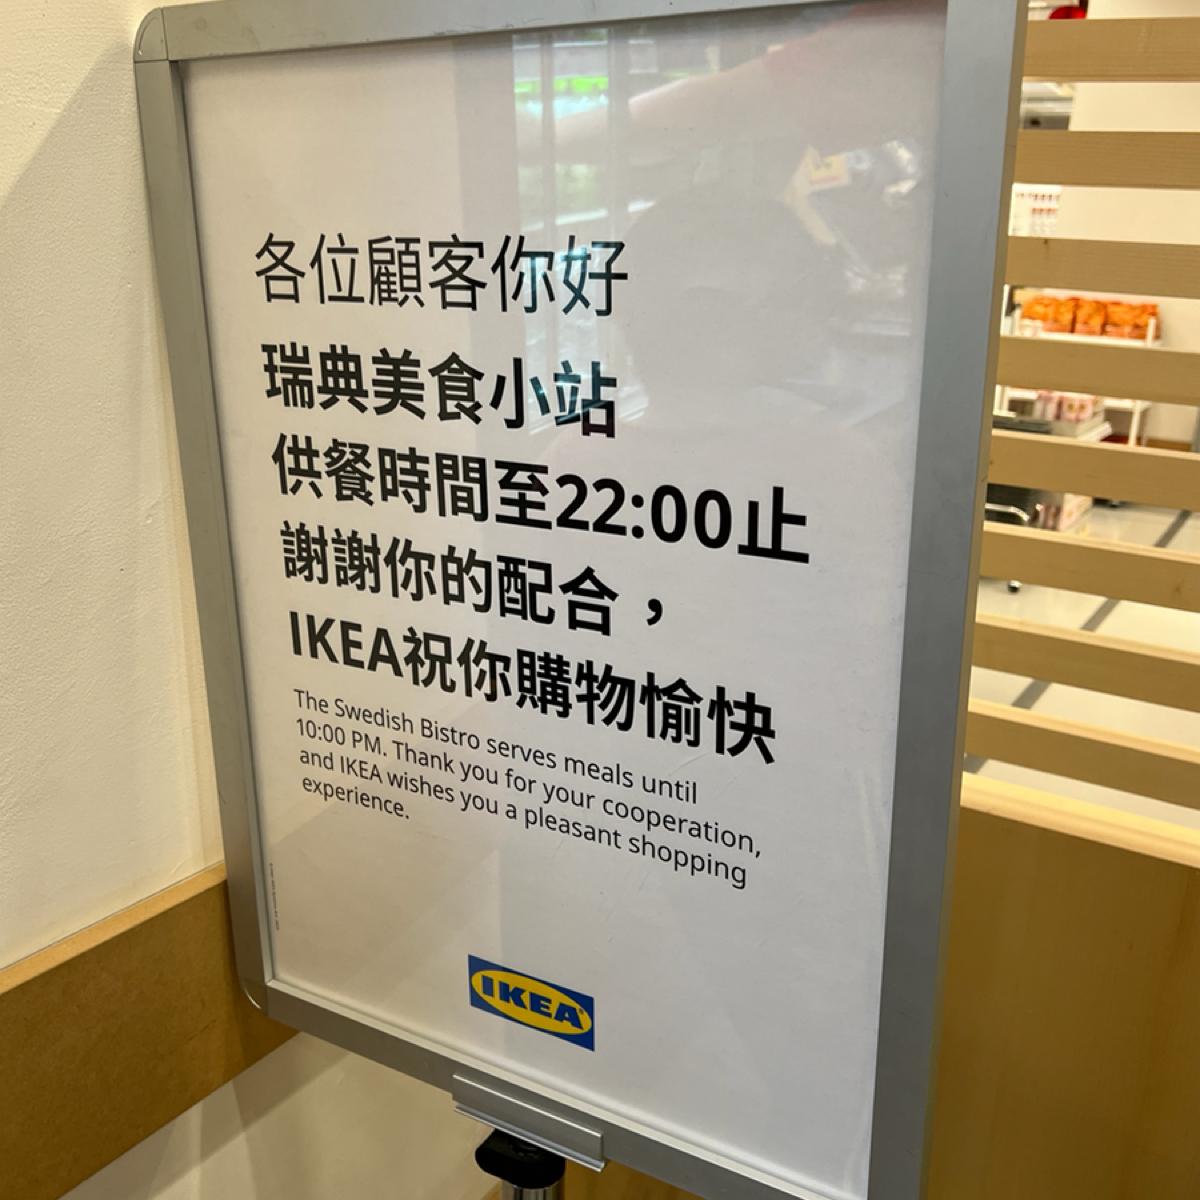 各位顧客你好
瑞典美食小站
供餐時間至22:00止
謝謝你的配合，
IKEA祝你購物愉快
The Swedish Bistro serves meals until
10:00 PM. Thank you for your cooperation,
and IKEA wishes you a pleasant shopping
experience.
IKEA